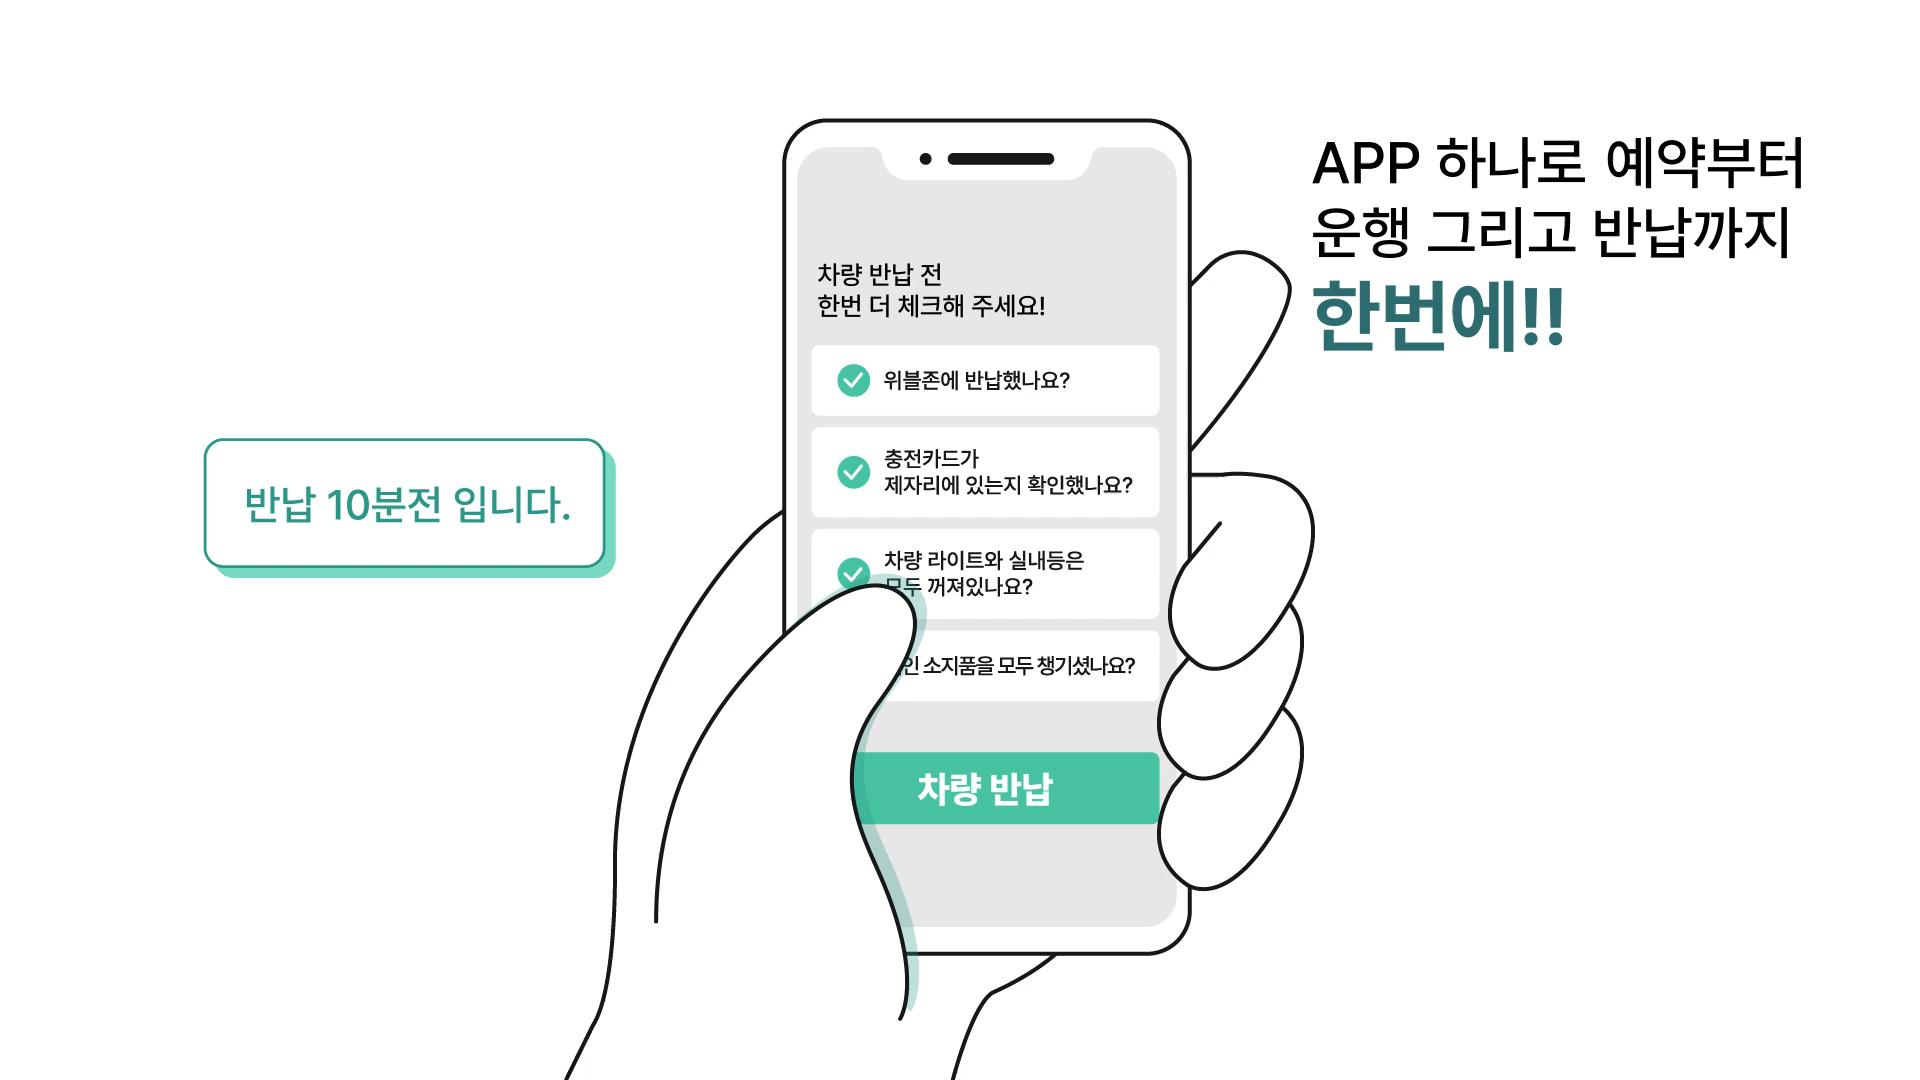 APP 하나로 예약부터
운행 그리고 반납까지
한번에!!
반납 10분전 입니다.
차량 반납 전
한번 더 체크해 주세요!
위블존에 반납했나요?
충전카드가
제자리에 있는지 확인했나요?
차량 라이트와 실내등은
모두 꺼져있나요?
소지품을 모두 챙기셨나요?
차량 반납